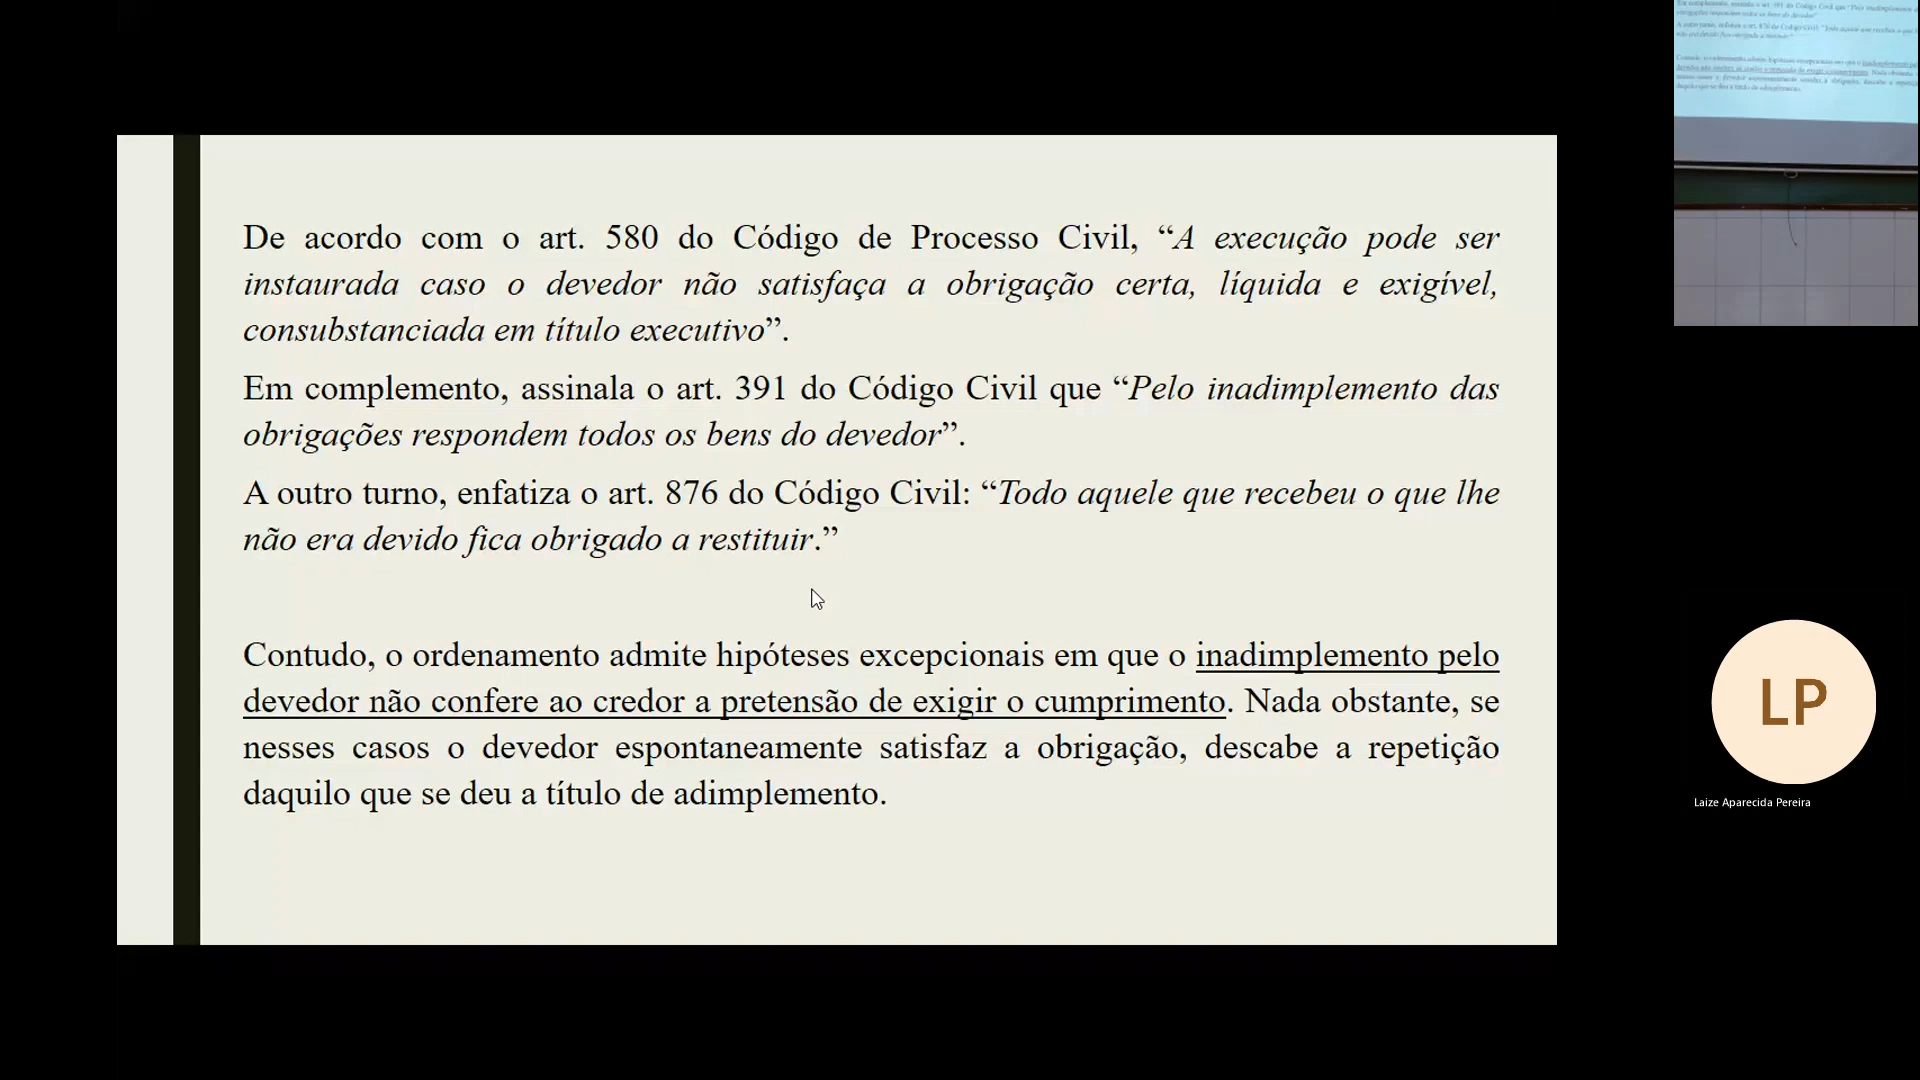 De acordo com o art. 580 do Código de Processo Civil, “A execução pode ser
instaurada caso o devedor não satisfaça a obrigação certa, líquida e exigível,
consubstanciada em título executivo”.
Em complemento, assinala o art. 391 do Código Civil que “Pelo inadimplemento das
obrigações respondem todos os bens do devedor”.
A outro turno, enfatiza o art. 876 do Código Civil: “Todo aquele que recebeu o que lhe
não era devido fica obrigado a restituir.”
Contudo, o ordenamento admite hipóteses excepcionais em que o inadimplemento pelo
devedor não confere ao credor a pretensão de exigir o cumprimento. Nada obstante, se
nesses casos o devedor espontaneamente satisfaz a obrigação, descabe a repetição
daquilo que se deu a título de adimplemento.
LP
Laize Aparecida Pereira